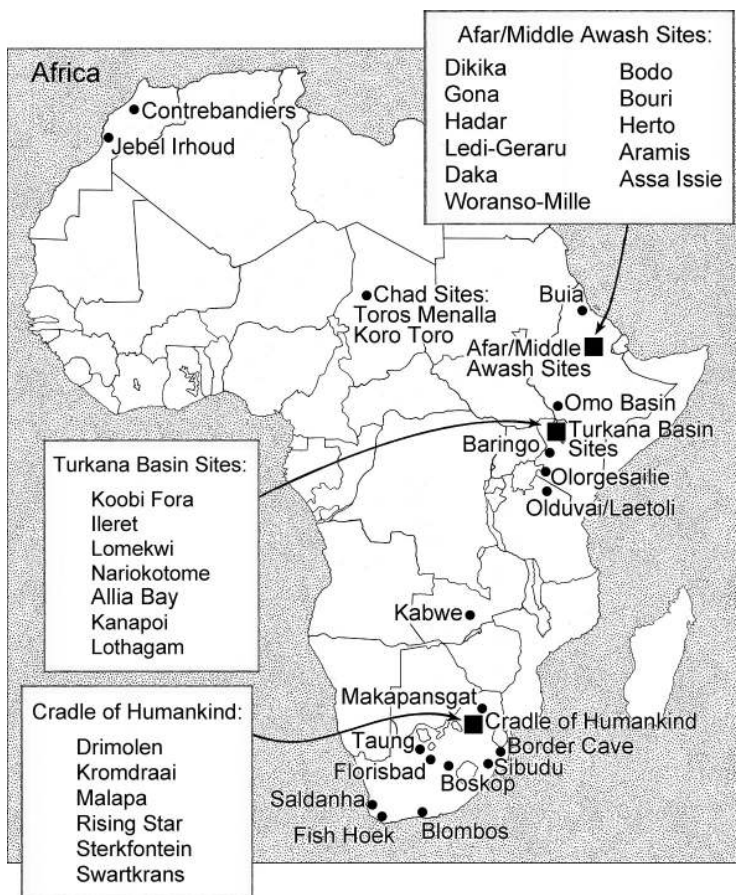 Africa
Afar/Middle Awash Sites:
Dikika
Gona
Hadar
Ledi-Geraru
Daka
Woranso-Mille
Bodo
Bouri
Herto
Aramis
Assa Issie
Contrebandiers
Jebel Irhoud
Chad Sites:
Toros Menalla
Koro Toro
Buia
Afar/Middle
Awash Sites
Omo Basin
Turkana Basin
Sites
Baringo
Olorgesailie
Olduvai/Laetoli
Turkana Basin Sites:
Koobi Fora
Ileret
Lomekwi
Nariokotome
Allia Bay
Kanapoi
Lothagam
Kabwe
Makapansgat
Cradle of Humankind
Taung
Border Cave
Florisbad
Sibudu
Boskop
Saldanha
Fish Hoek
Blombos
Cradle of Humankind:
Drimolen
Kromdraai
Malapa
Rising Star
Sterkfontein
Swartkrans